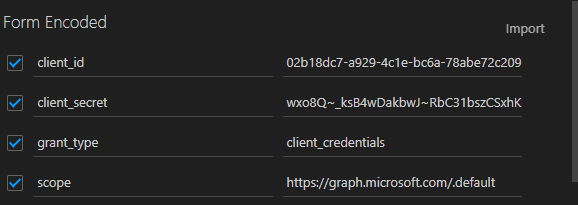 Form Encoded
Import
client_id 02b18dc7-a929-4c1e-bc6a-78abe72c209
client_secret wxo8Q~_ksB4wDakbwJ~RbC31bszCSxhK
grant_type client_credentials
scope https://graph.microsoft.com/.default